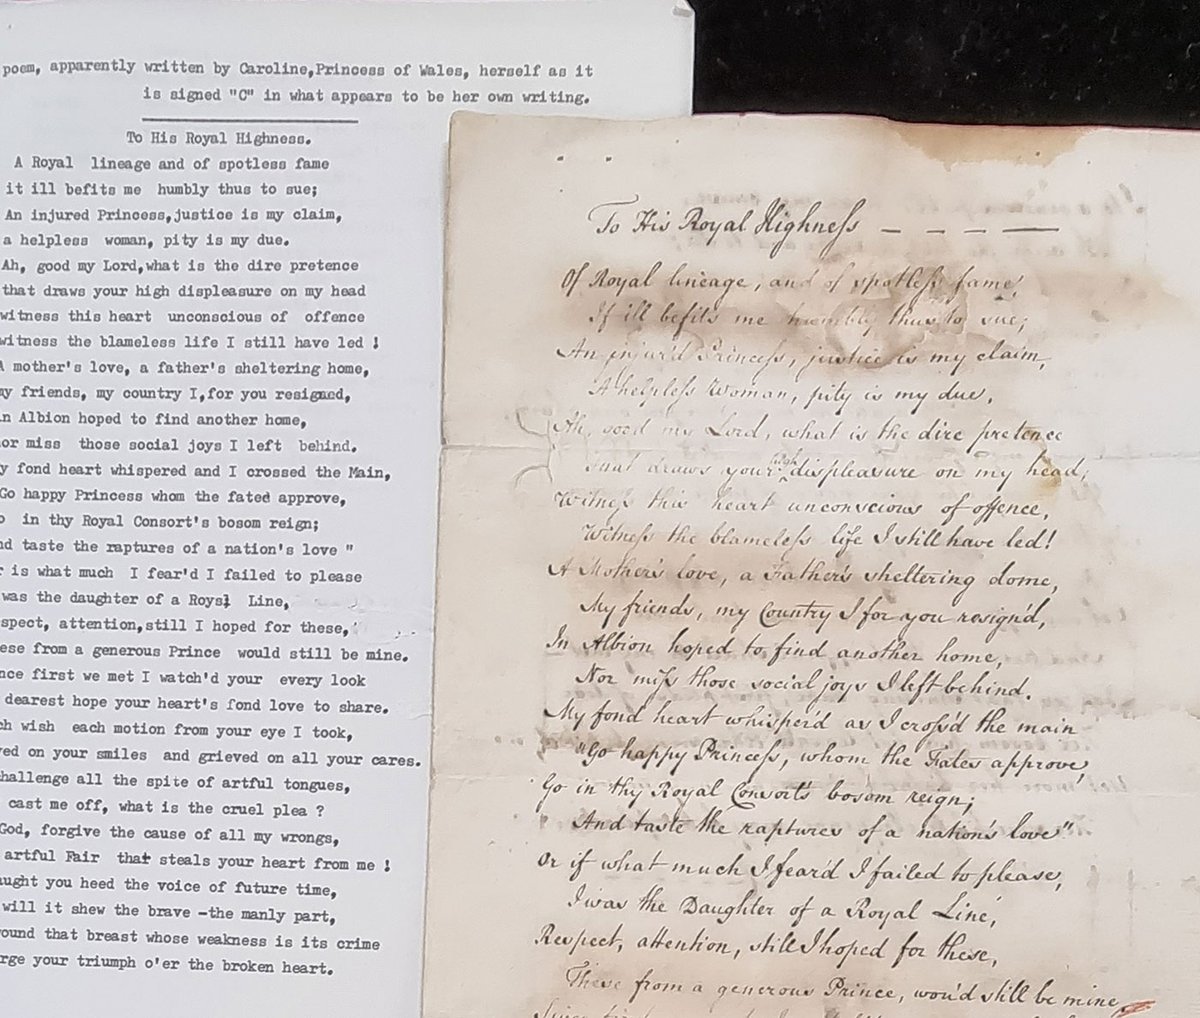 poem, apparently written by Caroline,Princess of Wales, herself as it
is signed "C" in what appears to be her own writing.
To His Royal Highness.
A Royal lineage and of spotless fame
it ill befits me humbly thus to sue;
An injured Princess,justice is my claim,
a helpless woman, pity is my due.
Ah, good my Lord,what is the dire pretence
that draws your high displeasure on my head
witness this heart unconscious of offence
witness the blameless life I still have led !
A mother's love, a father's sheltering home,
my friends, my country I,for you resigned,
in Albion hoped to find another home,
nor miss those social joys I left behind.
y fond heart whispered and I crossed the Main,
Go happy Princess whom the fated approve,
o in thy Royal Consort's bosom reign;
nd taste the raptures of a nation's love "
r is what much I fear'd I failed to please
was the daughter of a Royal Line,
spect, attention,still I hoped for these,
ese from a generous Prince would still be mine.
nce first we met I watch'd your every look
dearest hope your heart's fond love to share.
ch wish each motion from your eye I took,
ved on your smiles and grieved on all your cares.
hallenge all the spite of artful tongues,
cast me off, what is the cruel plea ?
God, forgive the cause of all my wrongs,
artful Fair that steals your heart from me !
aught you heed the voice of future time,
will it shew the brave -the manly part,
ound that breast whose weakness is its crime
rge your triumph o'er the broken heart.
To His Royal Highness — — — —
Of Royal lineage, and of spotless fame,
It ill befits me humbly thus to sue;
An injur'd Princess, justice is my claim,
A helpless Woman, pity is my due.
Ah, good my Lord, what is the dire pretence
That draws your high displeasure on my head;
Witness this heart unconscious of offence,
Witness the blameless life I still have led!
A Mother's love, a Father's sheltering dome,
My friends, my Country I for you resign'd,
In Albion hoped to find another home,
Nor miss those social joys I left behind.
My fond heart whisper'd as I cross'd the main
"Go happy Princess, whom the Fates approve,
Go in thy Royal Consort's bosom reign;
And taste the raptures of a nation's love"
Or if what much I fear'd I failed to please,
I was the Daughter of a Royal Line,
Respect, attention, still I hoped for these,
These from a generous Prince, wou'd still be mine